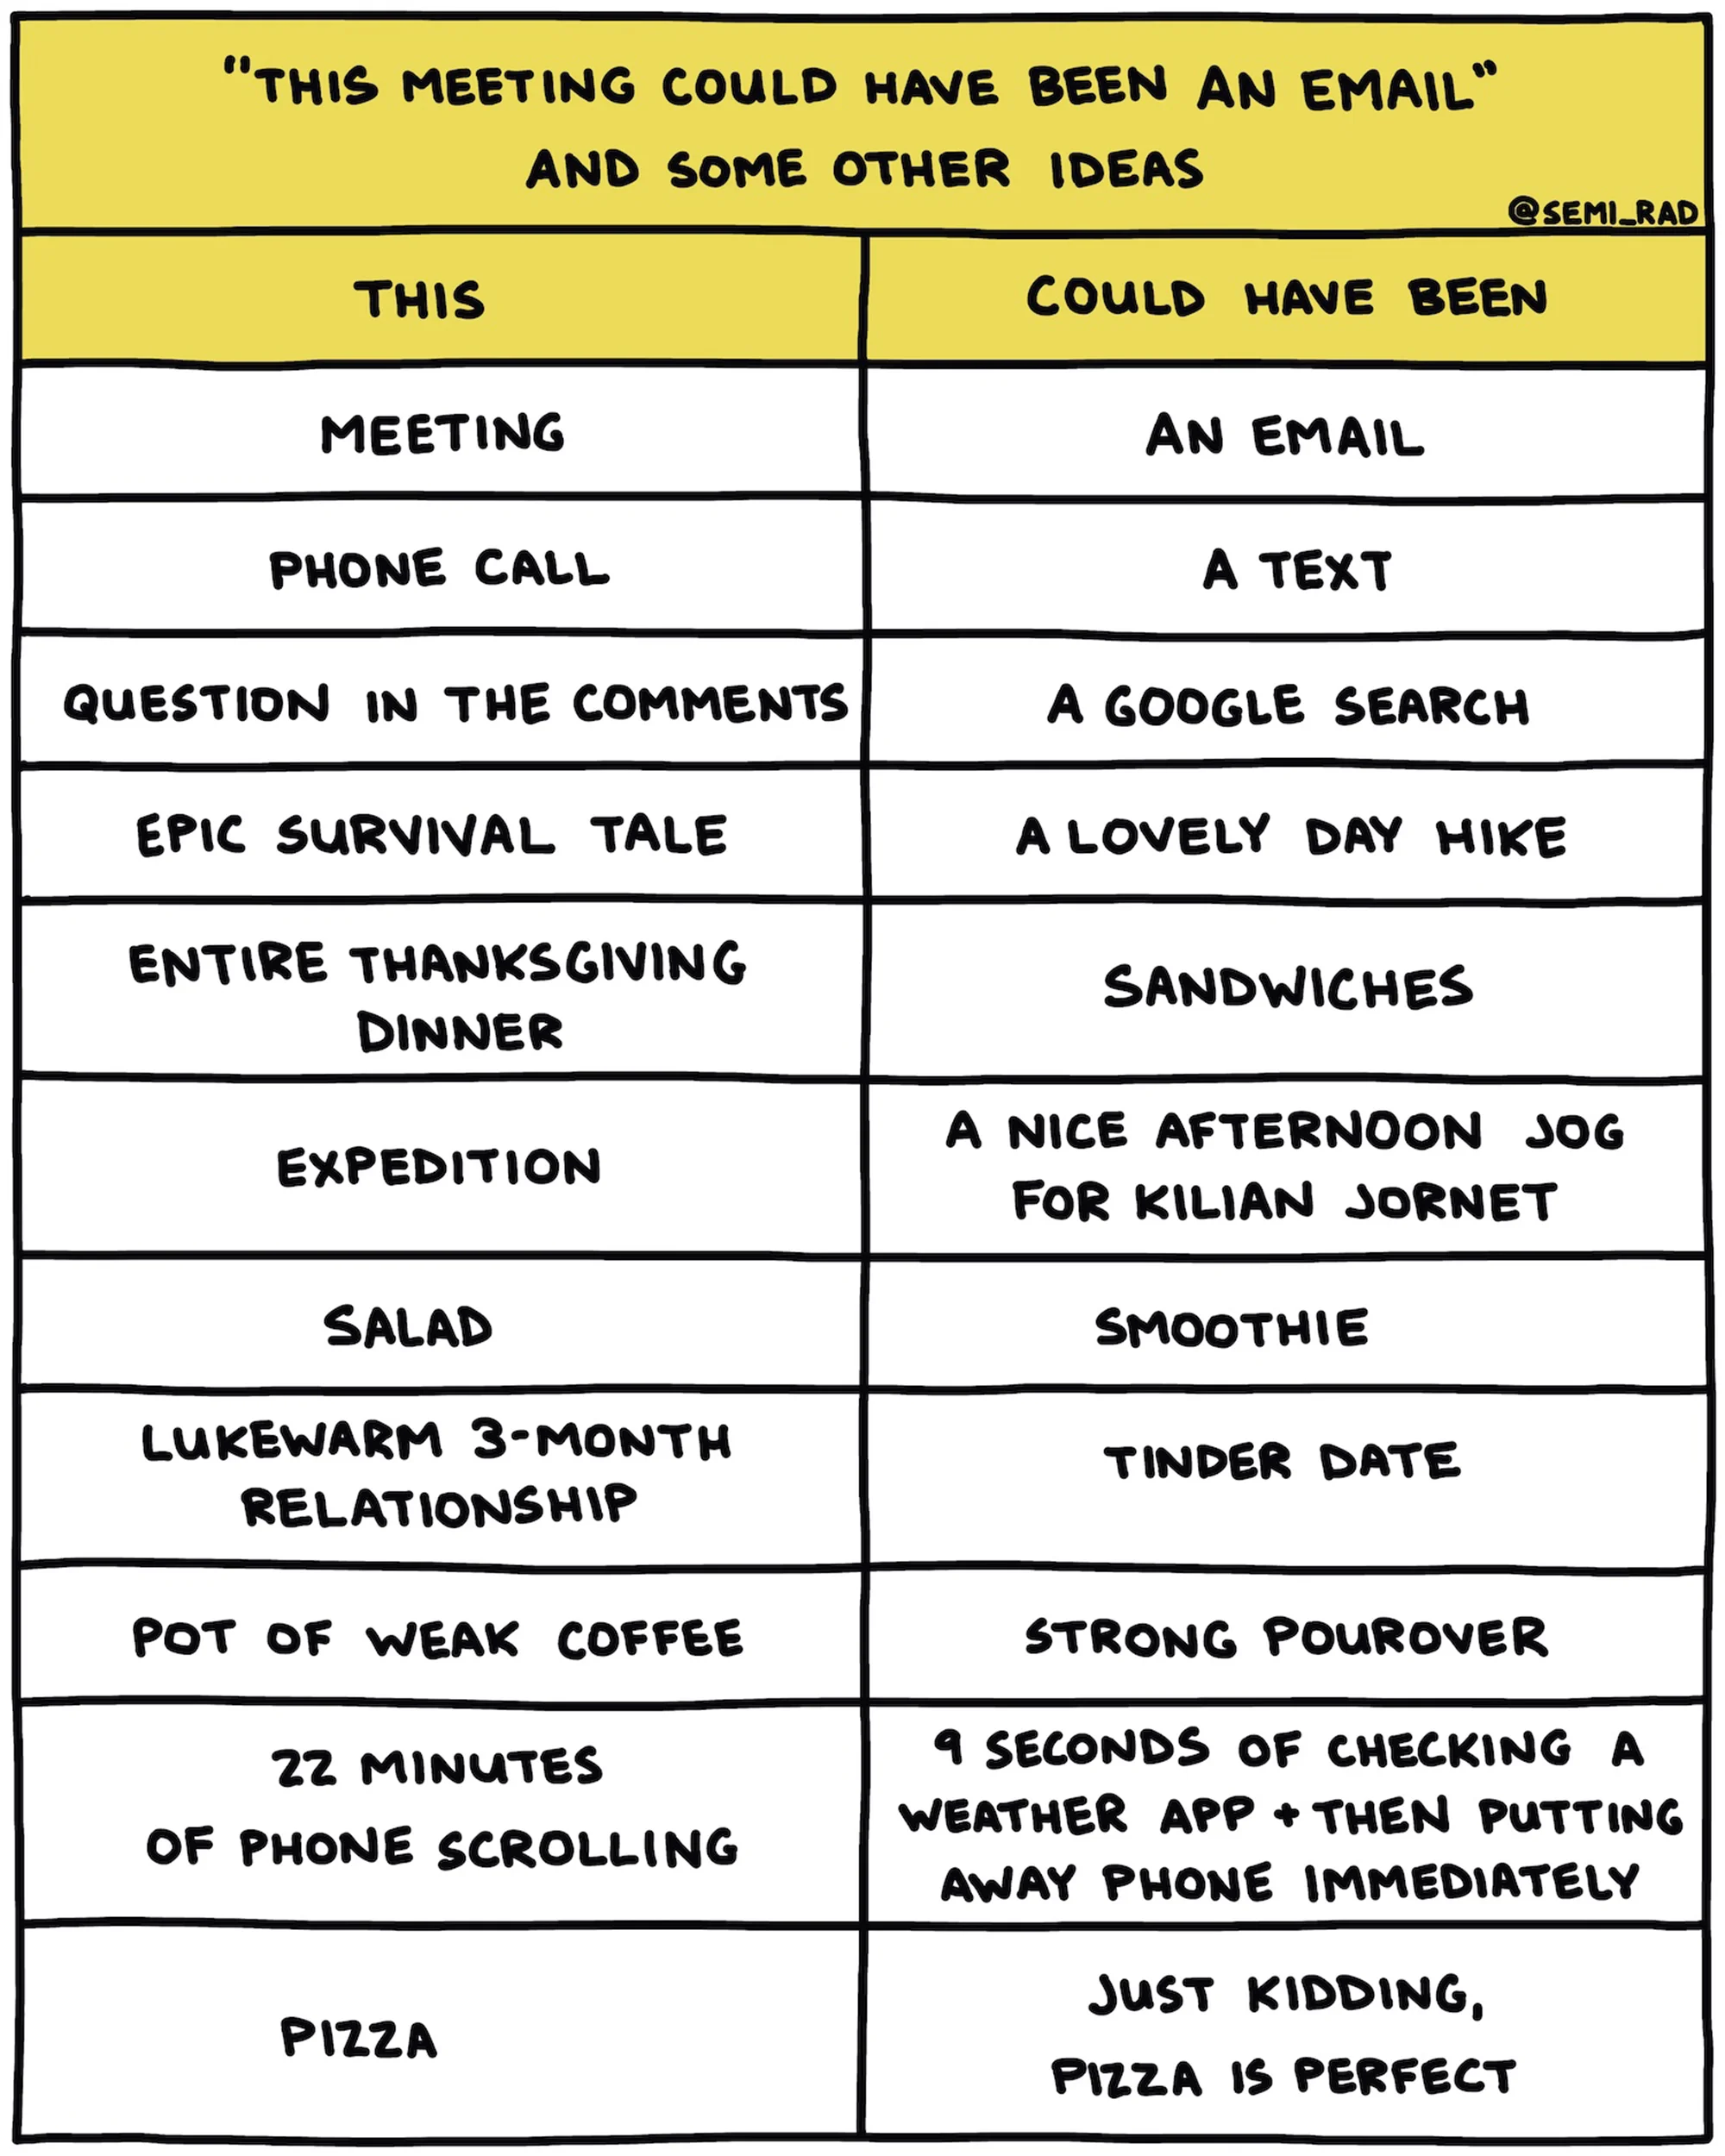 "THIS MEETING COULD HAVE BEEN AN EMAIL"
AND SOME OTHER IDEAS
@SEMI_RAD
THIS
COULD HAVE BEEN
MEETING
AN EMAIL
PHONE CALL
A TEXT
QUESTION IN THE COMMENTS
A GOOGLE SEARCH
EPIC SURVIVAL TALE
A LOVELY DAY HIKE
ENTIRE THANKSGIVING
DINNER
SANDWICHES
EXPEDITION
A NICE AFTERNOON JOG
FOR KILIAN JORNET
SALAD
SMOOTHIE
LUKEWARM 3-MONTH
RELATIONSHIP
TINDER DATE
POT OF WEAK COFFEE
STRONG POUROVER
22 MINUTES
OF PHONE SCROLLING
9 SECONDS OF CHECKING A
WEATHER APP + THEN PUTTING
AWAY PHONE IMMEDIATELY
PIZZA
JUST KIDDING,
PIZZA IS PERFECT